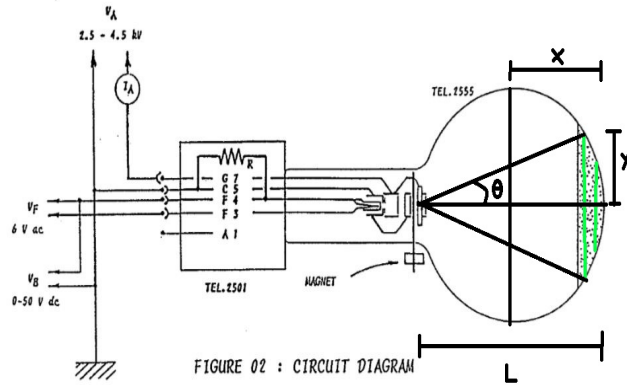 V_A
2.5 - 4.5 kV
I_A
TEL.2555
X
Y
R
G 7
C 5
F 4
F 3
A 1
θ
V_F
6 V ac
V_B
0-50 V dc
TEL.2501
MAGNET
L
FIGURE 02 : CIRCUIT DIAGRAM